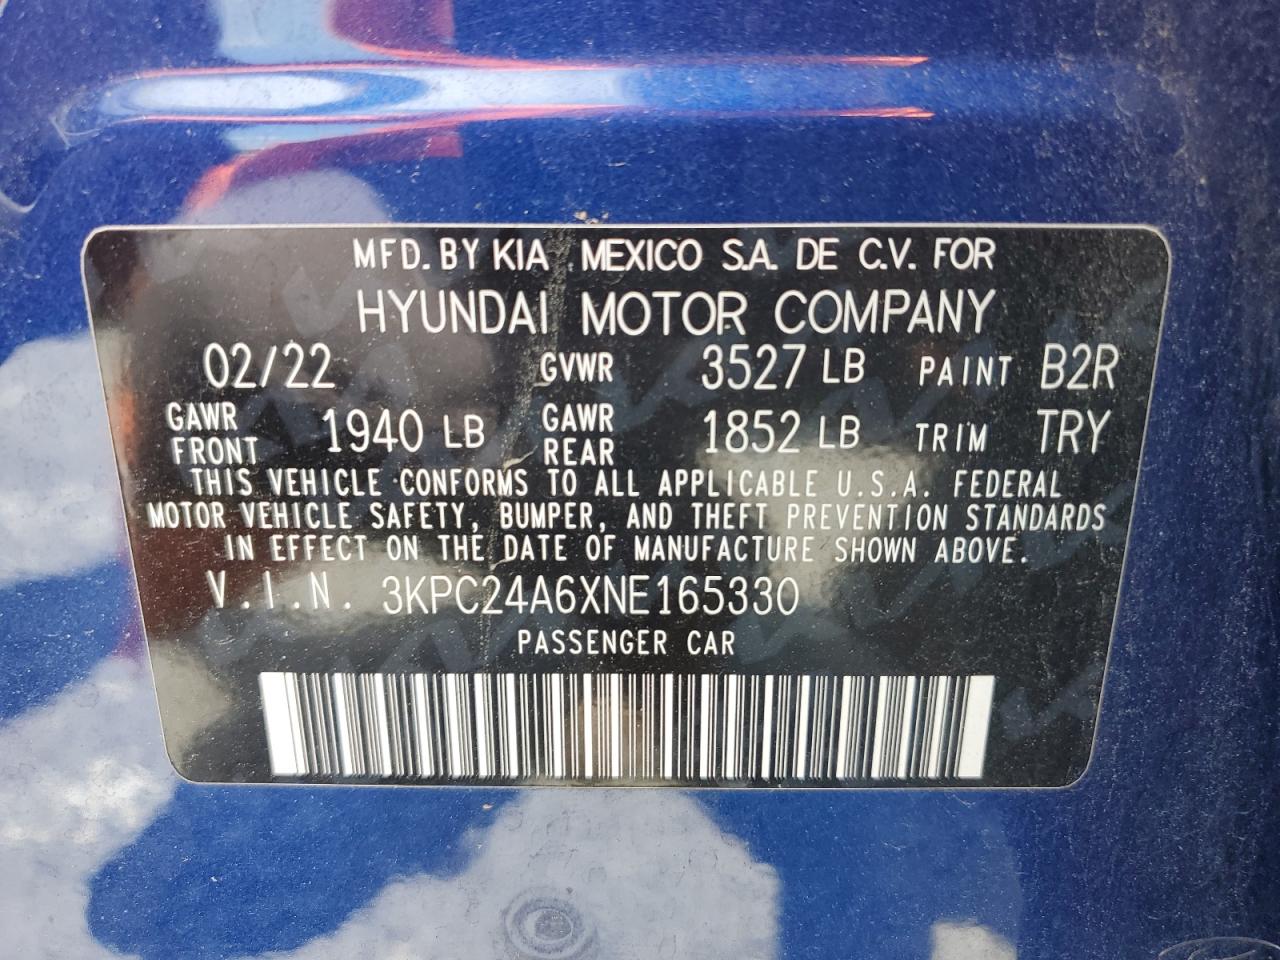 MFD. BY KIA MEXICO S.A. DE C.V. FOR
HYUNDAI MOTOR COMPANY
02/22 GVWR 3527 LB PAINT B2R
GAWR FRONT 1940 LB GAWR REAR 1852 LB TRIM TRY
THIS VEHICLE CONFORMS TO ALL APPLICABLE U.S.A. FEDERAL
MOTOR VEHICLE SAFETY, BUMPER, AND THEFT PREVENTION STANDARDS
IN EFFECT ON THE DATE OF MANUFACTURE SHOWN ABOVE.
V.I.N. 3KPC24A6XNE165330
PASSENGER CAR